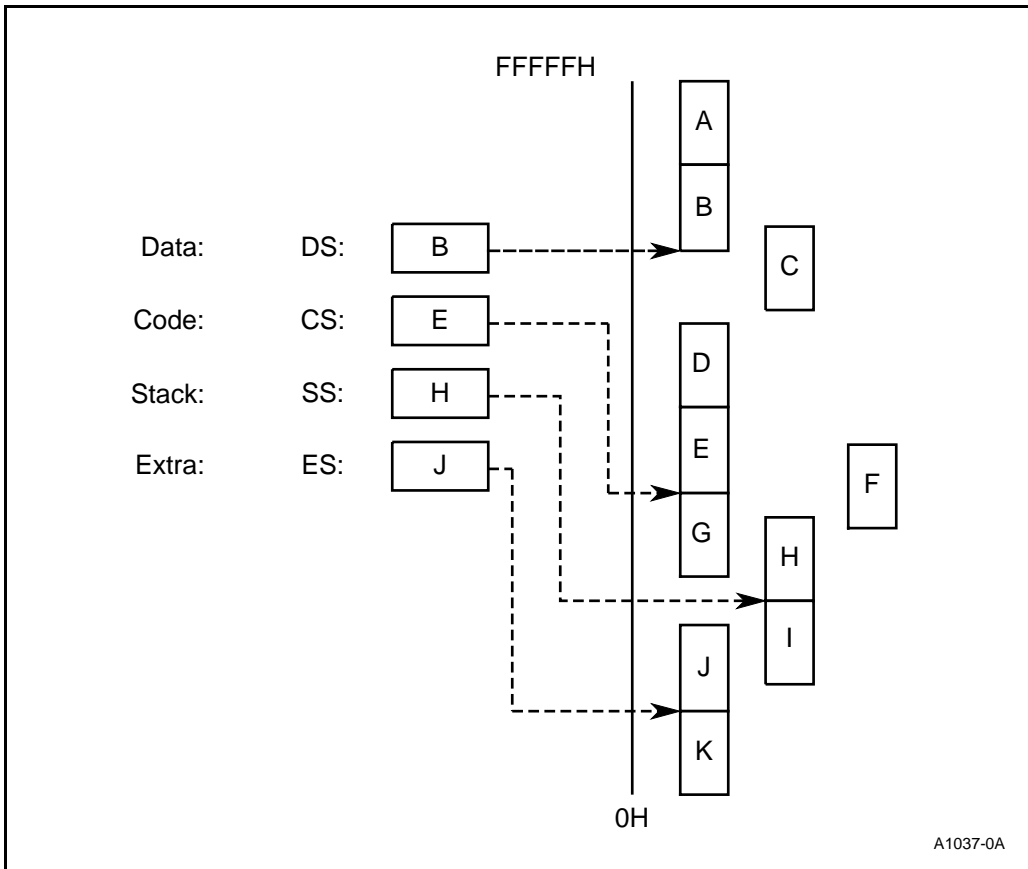 FFFFFH
A
B
Data: DS: B
C
Code: CS: E
D
Stack: SS: H
E
Extra: ES: J
F
G
H
I
J
K
0H
A1037-0A